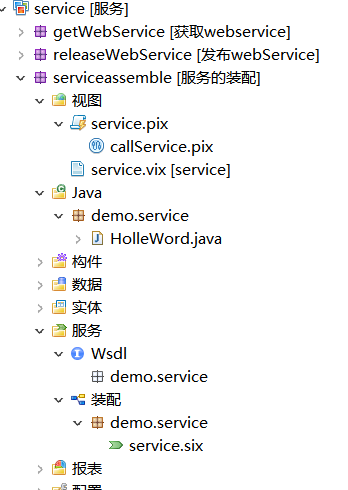 service [服务]
getWebService [获取webservice]
releaseWebService [发布webService]
serviceassemble [服务的装配]
视图
service.pix
callService.pix
service.vix [service]
Java
demo.service
HolleWord.java
构件
数据
实体
服务
Wsdl
demo.service
装配
demo.service
service.six
报表
配置